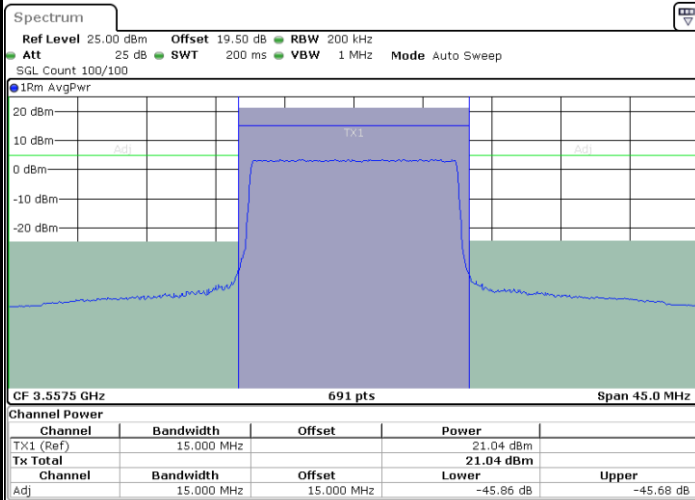 Spectrum
Ref Level 25.00 dBm Offset 19.50 dB RBW 200 kHz
Att 25 dB SWT 200 ms VBW 1 MHz Mode Auto Sweep
SGL Count 100/100
1Rm AvgPwr
20 dBm
TX1
10 dBm
Adj Adj
0 dBm
-10 dBm
-20 dBm
CF 3.5575 GHz 691 pts Span 45.0 MHz
Channel Power
Channel Bandwidth Offset Power
TX1 (Ref) 15.000 MHz 21.04 dBm
Tx Total 21.04 dBm
Channel Bandwidth Offset Lower Upper
Adj 15.000 MHz 15.000 MHz -45.86 dB -45.68 dB